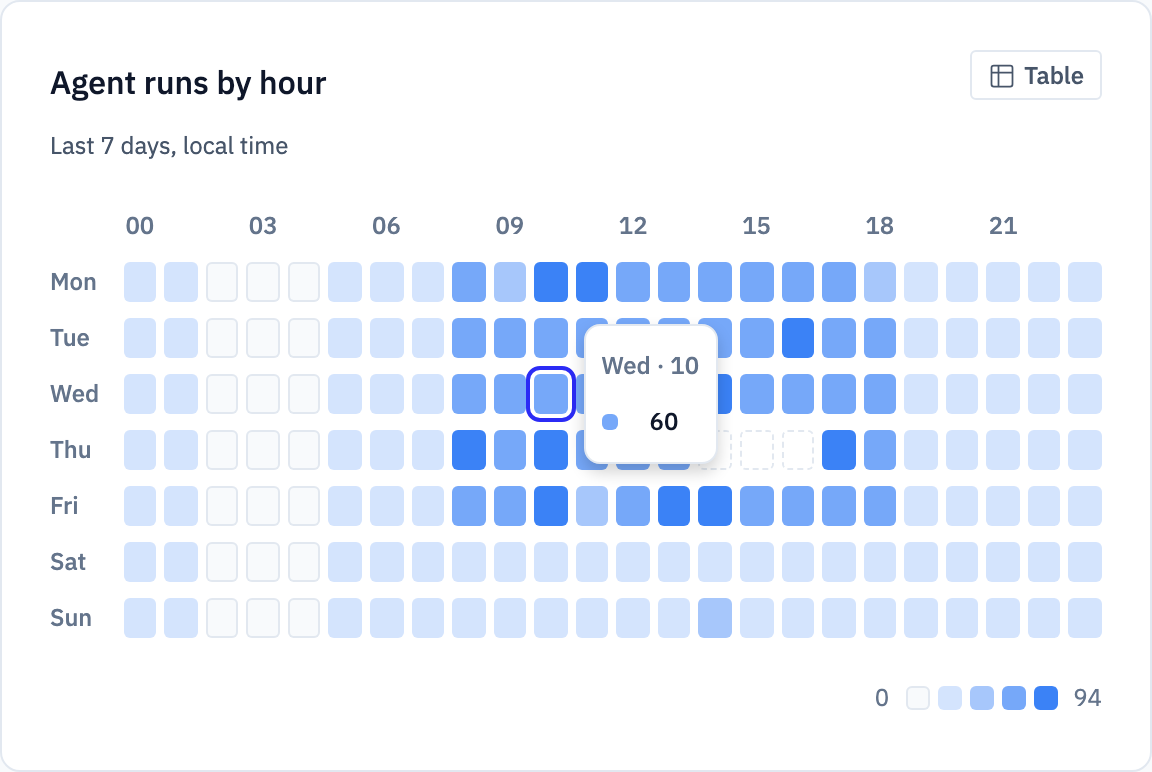 Agent runs by hour
Table
Last 7 days, local time
00 03 06 09 12 15 18 21
Mon
Tue
Wed · 10
Wed
60
Thu
Fri
Sat
Sun
0 94